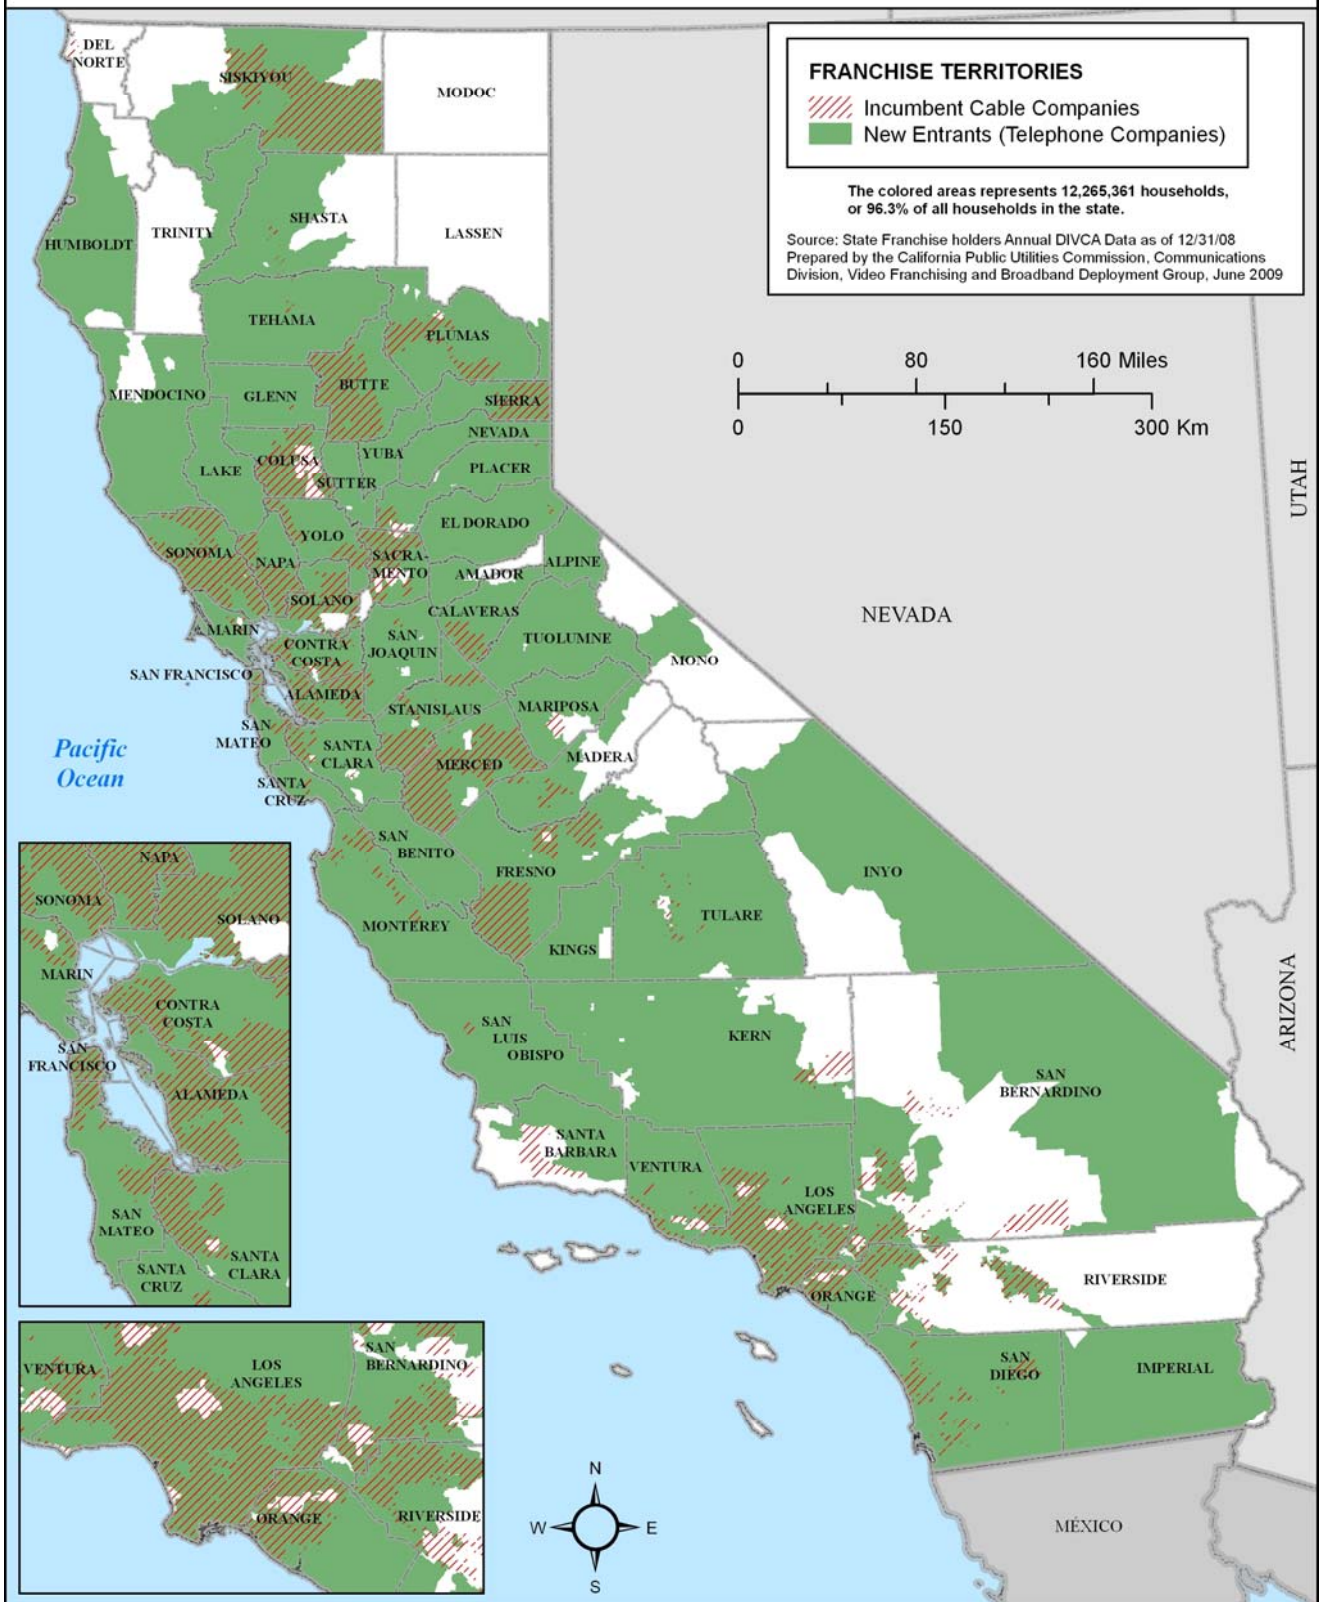 FRANCHISE TERRITORIES
Incumbent Cable Companies
New Entrants (Telephone Companies)
The colored areas represents 12,265,361 households,
or 96.3% of all households in the state.
Source: State Franchise holders Annual DIVCA Data as of 12/31/08
Prepared by the California Public Utilities Commission, Communications
Division, Video Franchising and Broadband Deployment Group, June 2009
0 80 160 Miles
0 150 300 Km
DEL
NORTE
SISKIYOU
MODOC
HUMBOLDT
TRINITY
SHASTA
LASSEN
TEHAMA
PLUMAS
MENDOCINO
GLENN
BUTTE
SIERRA
NEVADA
LAKE
COLUSA
SUTTER
YUBA
PLACER
SONOMA
NAPA
YOLO
EL DORADO
SACRA-
MENTO
AMADOR
ALPINE
SOLANO
MARIN
CONTRA
COSTA
SAN
JOAQUIN
CALAVERAS
TUOLUMNE
MONO
SAN FRANCISCO
ALAMEDA
STANISLAUS
MARIPOSA
SAN
MATEO
SANTA
CLARA
MERCED
MADERA
SANTA
CRUZ
SAN
BENITO
FRESNO
INYO
MONTEREY
KINGS
TULARE
SAN
LUIS
OBISPO
KERN
SAN
BERNARDINO
SANTA
BARBARA
VENTURA
LOS
ANGELES
ORANGE
RIVERSIDE
SAN
DIEGO
IMPERIAL
NEVADA
UTAH
ARIZONA
MÉXICO
Pacific
Ocean
NAPA
SONOMA
SOLANO
MARIN
CONTRA
COSTA
SAN
FRANCISCO
ALAMEDA
SAN
MATEO
SANTA
CRUZ
SANTA
CLARA
VENTURA
LOS
ANGELES
SAN
BERNARDINO
ORANGE
RIVERSIDE
N
W E
S